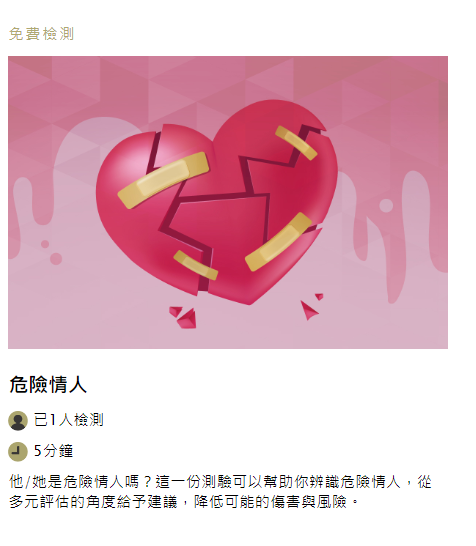 免費檢測
危險情人
已1人檢測
5分鐘
他/她是危險情人嗎？這一份測驗可以幫助你辨識危險情人，從
多元評估的角度給予建議，降低可能的傷害與風險。